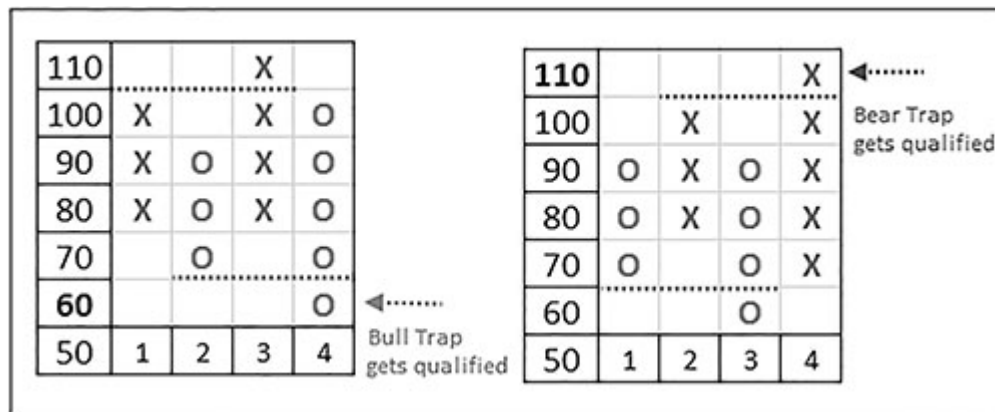 110 X
100 X X O
90 X O X O
80 X O X O
70 O O
60 O
50 1 2 3 4
Bull Trap
gets qualified
110 X
100 X X
90 O X O X
80 O X O X
70 O O X
60 O
50 1 2 3 4
Bear Trap
gets qualified